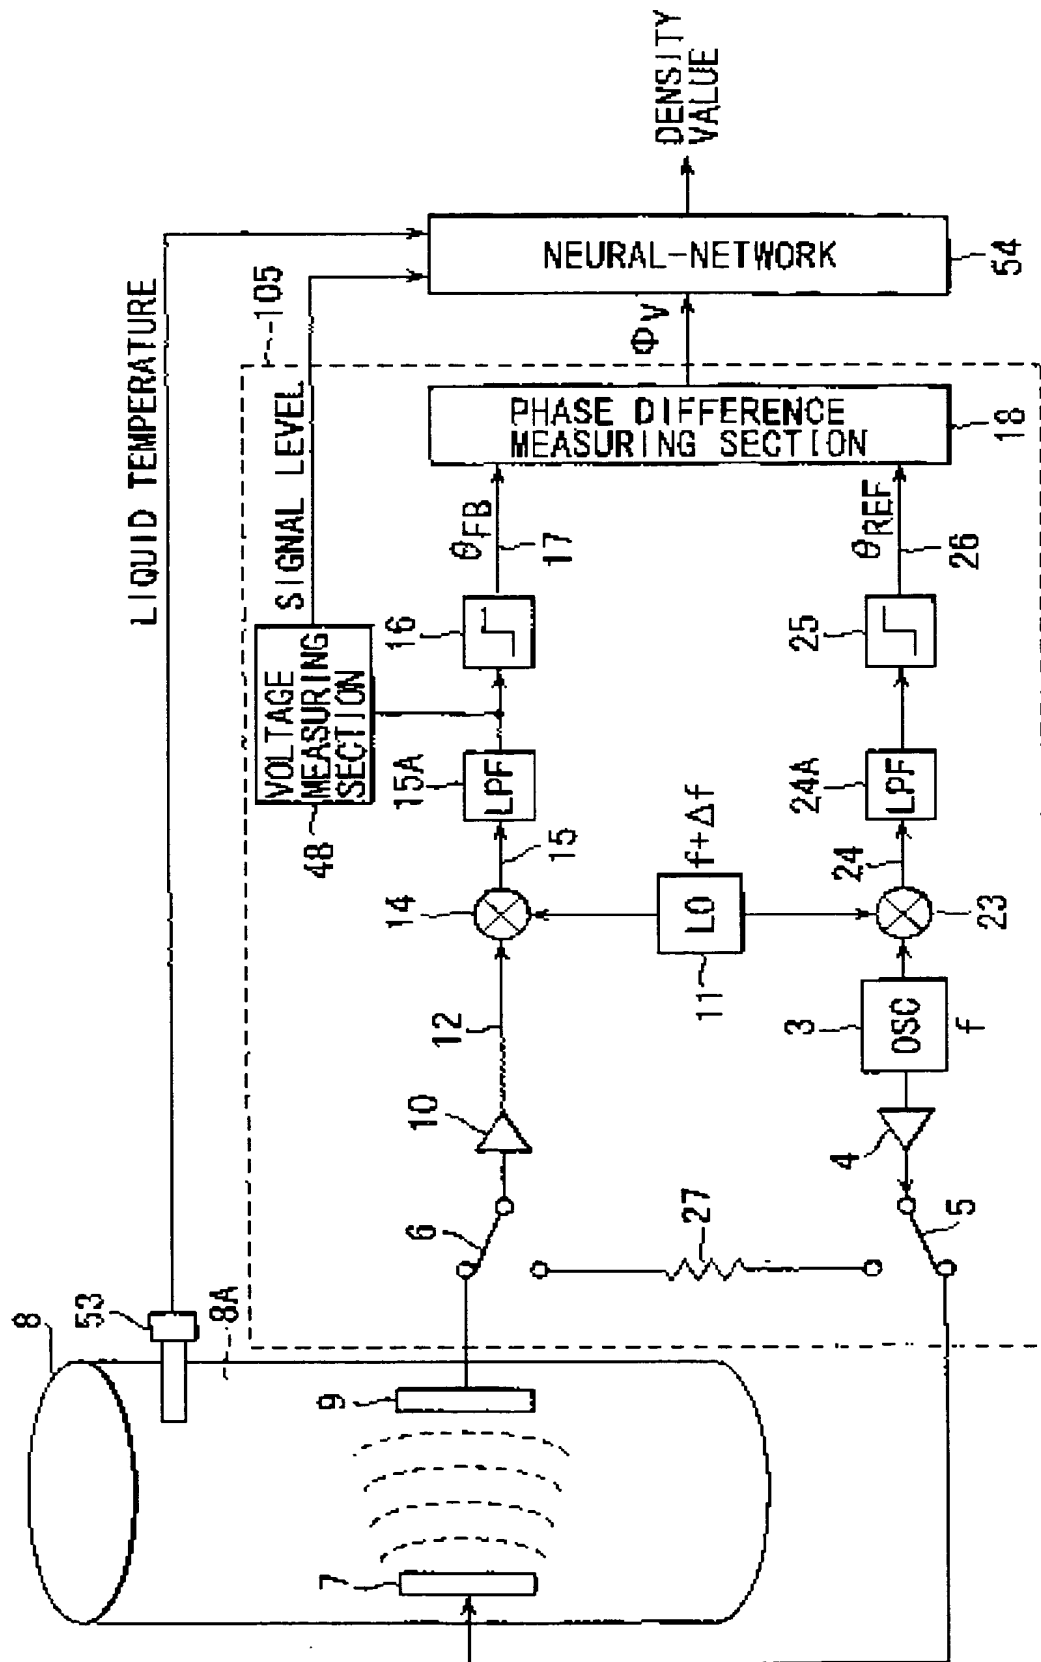 LIQUID TEMPERATURE
8
53
8A
SIGNAL LEVEL
105
VOLTAGE
MEASURING
SECTION
48
NEURAL-NETWORK
54
DENSITY
VALUE
ΦV
PHASE DIFFERENCE
MEASURING SECTION
18
7
9
6
10
12
14
15
15A
LPF
16
θFB
17
27
11
LO
f+Δf
5
4
3
OSC
f
23
24
24A
LPF
25
θREF
26